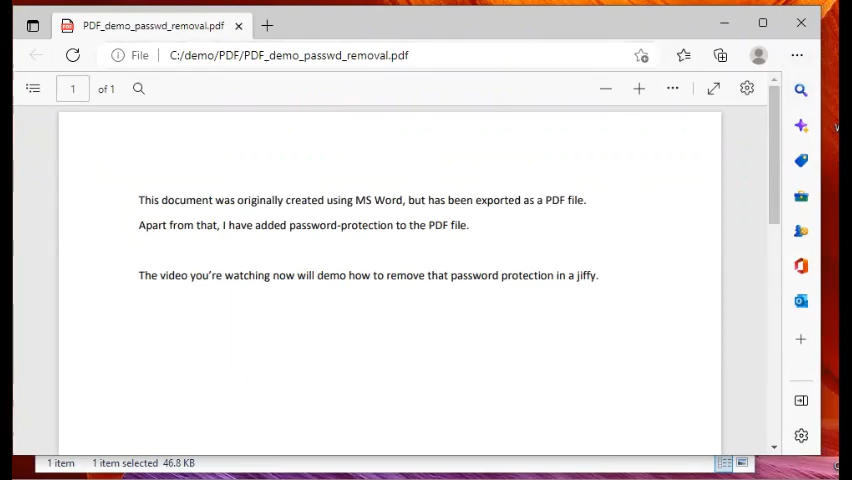 PDF_demo_passwd_removal.pdf
File C:/demo/PDF/PDF_demo_passwd_removal.pdf
1 of 1
This document was originally created using MS Word, but has been exported as a PDF file.
Apart from that, I have added password-protection to the PDF file.
The video you’re watching now will demo how to remove that password protection in a jiffy.
1 item 1 item selected 46.8 KB